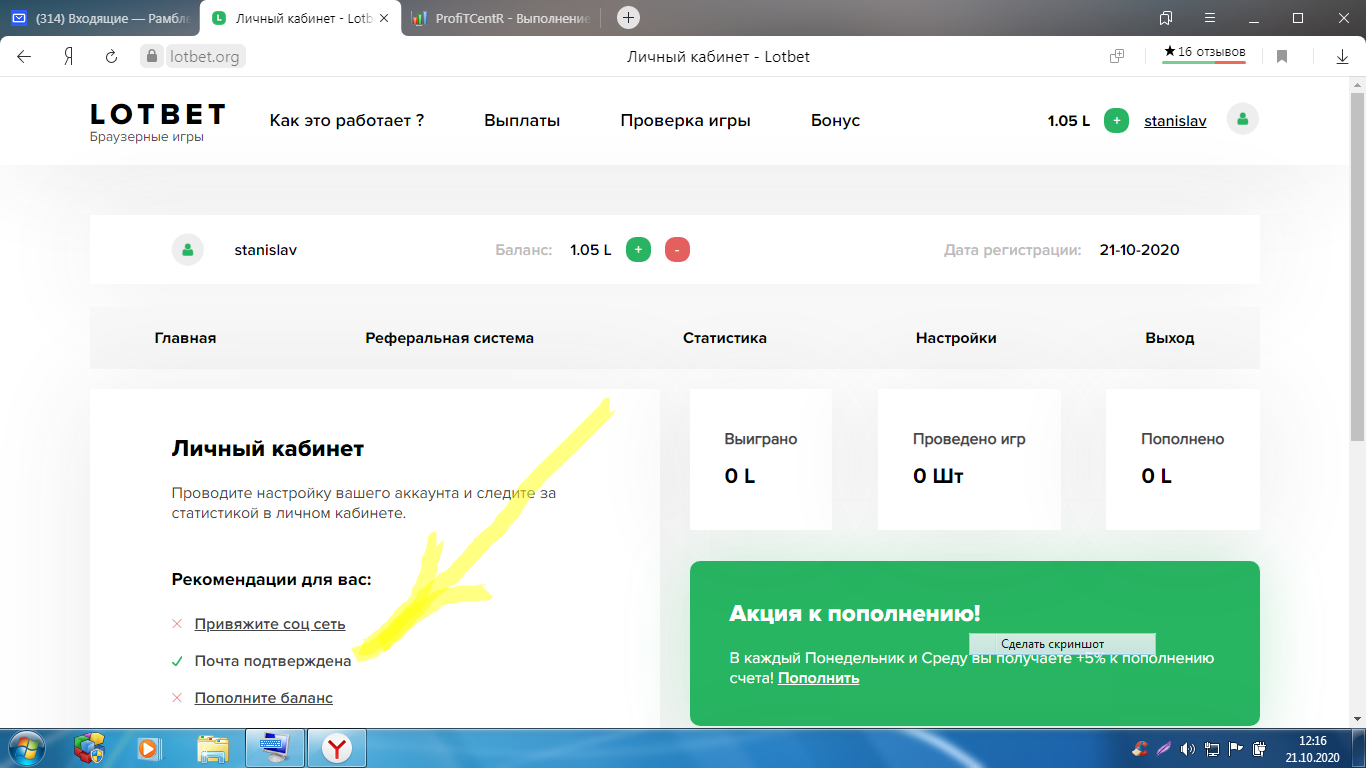 (314) Входящие — Рамбле
Личный кабинет - Lotb
ProfiTCentR - Выполнение
lotbet.org
Личный кабинет - Lotbet
★16 отзывов
LOTBET
Браузерные игры
Как это работает ?
Выплаты
Проверка игры
Бонус
1.05 L
+
stanislav
stanislav
Баланс:
1.05 L
+
-
Дата регистрации:
21-10-2020
Главная
Реферальная система
Статистика
Настройки
Выход
Личный кабинет
Проводите настройку вашего аккаунта и следите за
статистикой в личном кабинете.
Рекомендации для вас:
Привяжите соц сеть
Почта подтверждена
Пополните баланс
Выиграно
0 L
Проведено игр
0 Шт
Пополнено
0 L
Акция к пополнению!
Сделать скриншот
В каждый Понедельник и Среду вы получаете +5% к пополнению
счета! Пополнить
12:16
21.10.2020